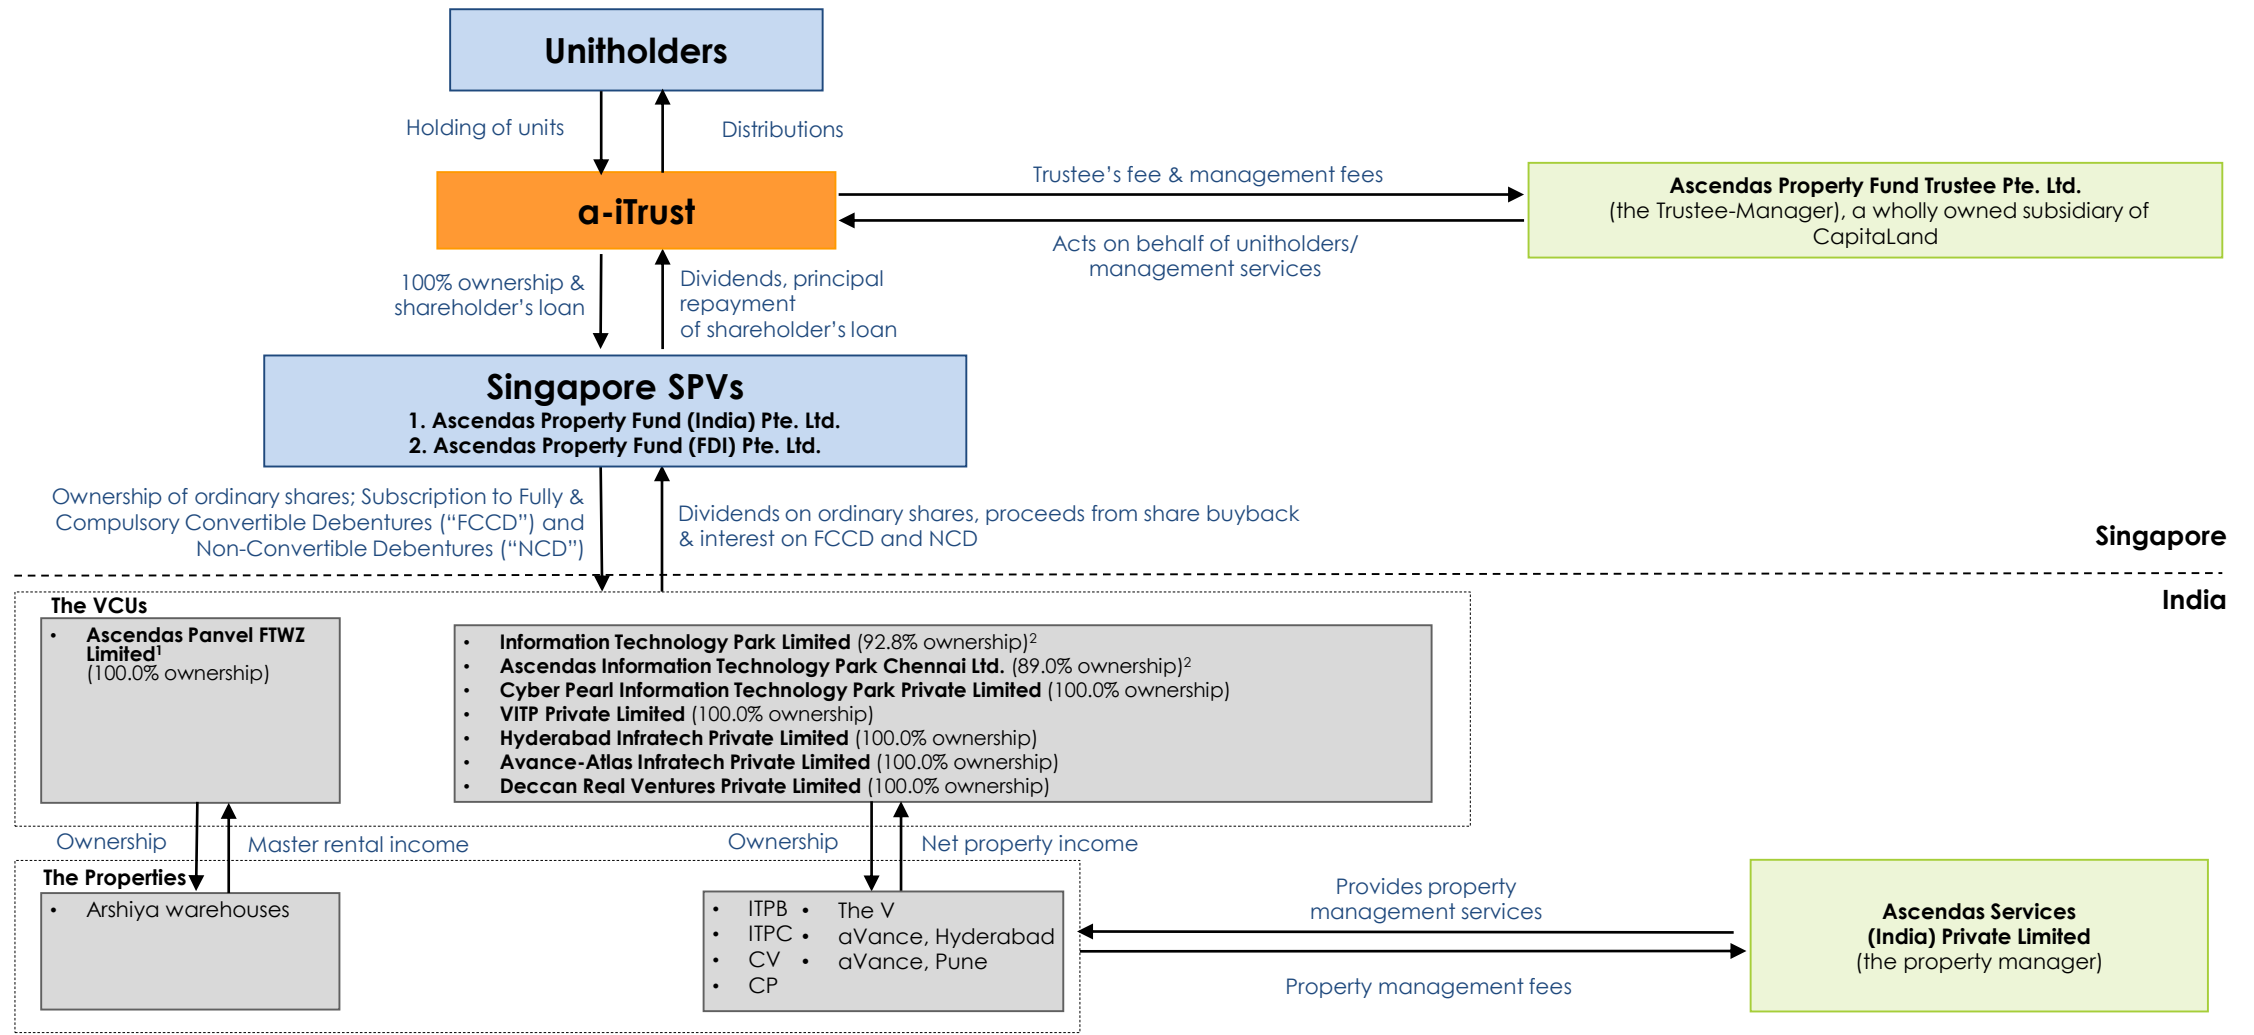 Unitholders
Holding of units
Distributions
a-iTrust
Trustee’s fee & management fees
Acts on behalf of unitholders/
management services
Ascendas Property Fund Trustee Pte. Ltd.
(the Trustee-Manager), a wholly owned subsidiary of
CapitaLand
100% ownership &
shareholder’s loan
Dividends, principal
repayment
of shareholder’s loan
Singapore SPVs
1. Ascendas Property Fund (India) Pte. Ltd.
2. Ascendas Property Fund (FDI) Pte. Ltd.
Ownership of ordinary shares; Subscription to Fully &
Compulsory Convertible Debentures (“FCCD”) and
Non-Convertible Debentures (“NCD”)
Dividends on ordinary shares, proceeds from share buyback
& interest on FCCD and NCD
Singapore
India
The VCUs
• Ascendas Panvel FTWZ
Limited¹
(100.0% ownership)
• Information Technology Park Limited (92.8% ownership)²
• Ascendas Information Technology Park Chennai Ltd. (89.0% ownership)²
• Cyber Pearl Information Technology Park Private Limited (100.0% ownership)
• VITP Private Limited (100.0% ownership)
• Hyderabad Infratech Private Limited (100.0% ownership)
• Avance-Atlas Infratech Private Limited (100.0% ownership)
• Deccan Real Ventures Private Limited (100.0% ownership)
Ownership
Master rental income
Ownership
Net property income
The Properties
• Arshiya warehouses
• ITPB
• ITPC
• CV
• CP
• The V
• aVance, Hyderabad
• aVance, Pune
Provides property
management services
Property management fees
Ascendas Services
(India) Private Limited
(the property manager)